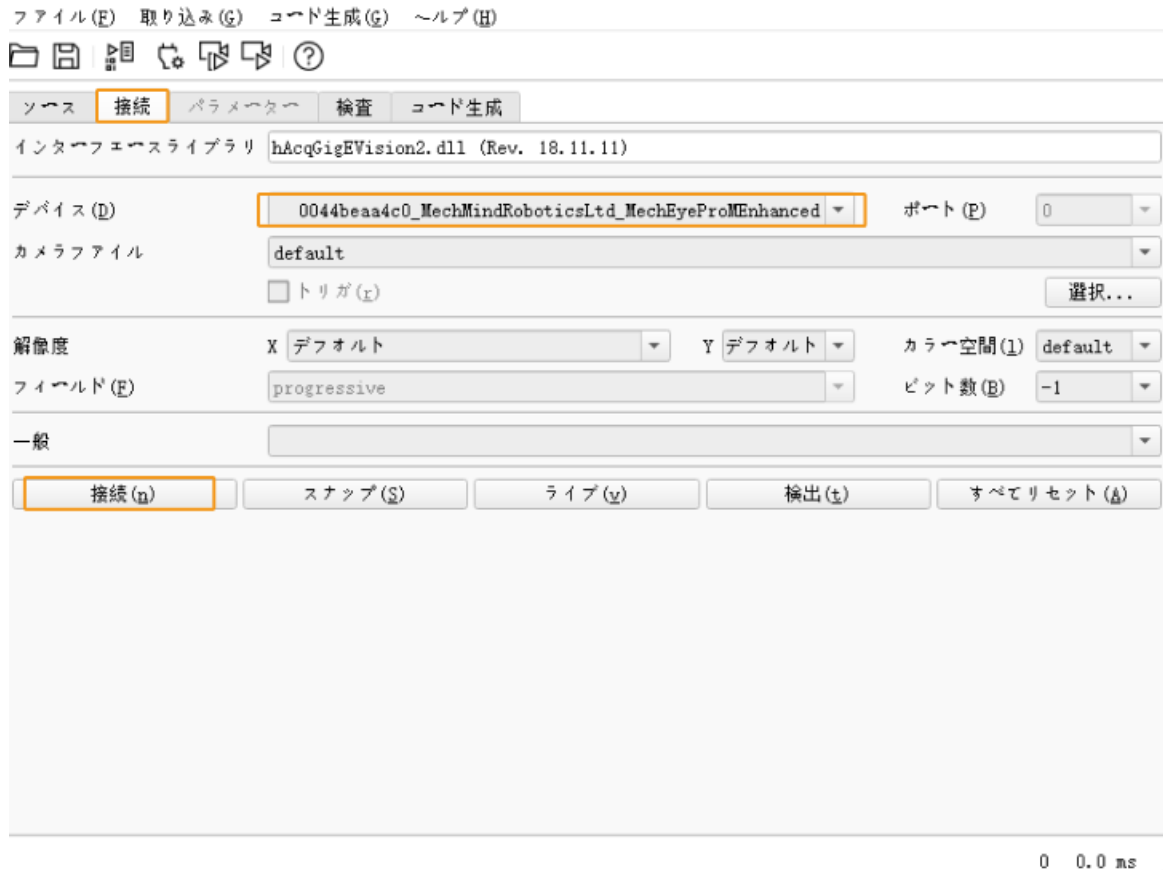 ファイル(F) 取り込み(G) コード生成(G) ヘルプ(H)
ソース 接続 パラメーター 検査 コード生成
インターフェースライブラリ hAcqGigEVision2.dll (Rev. 18.11.11)
デバイス(D) 0044beaa4c0_MechMindRoboticsLtd_MechEyeProMEnhanced ポート(P) 0
カメラファイル default
トリガ(r) 選択...
解像度 X デフォルト Y デフォルト カラー空間(l) default
フィールド(F) progressive ビット数(B) -1
一般
接続(n) スナップ(S) ライブ(v) 検出(t) すべてリセット(A)
0 0.0 ms